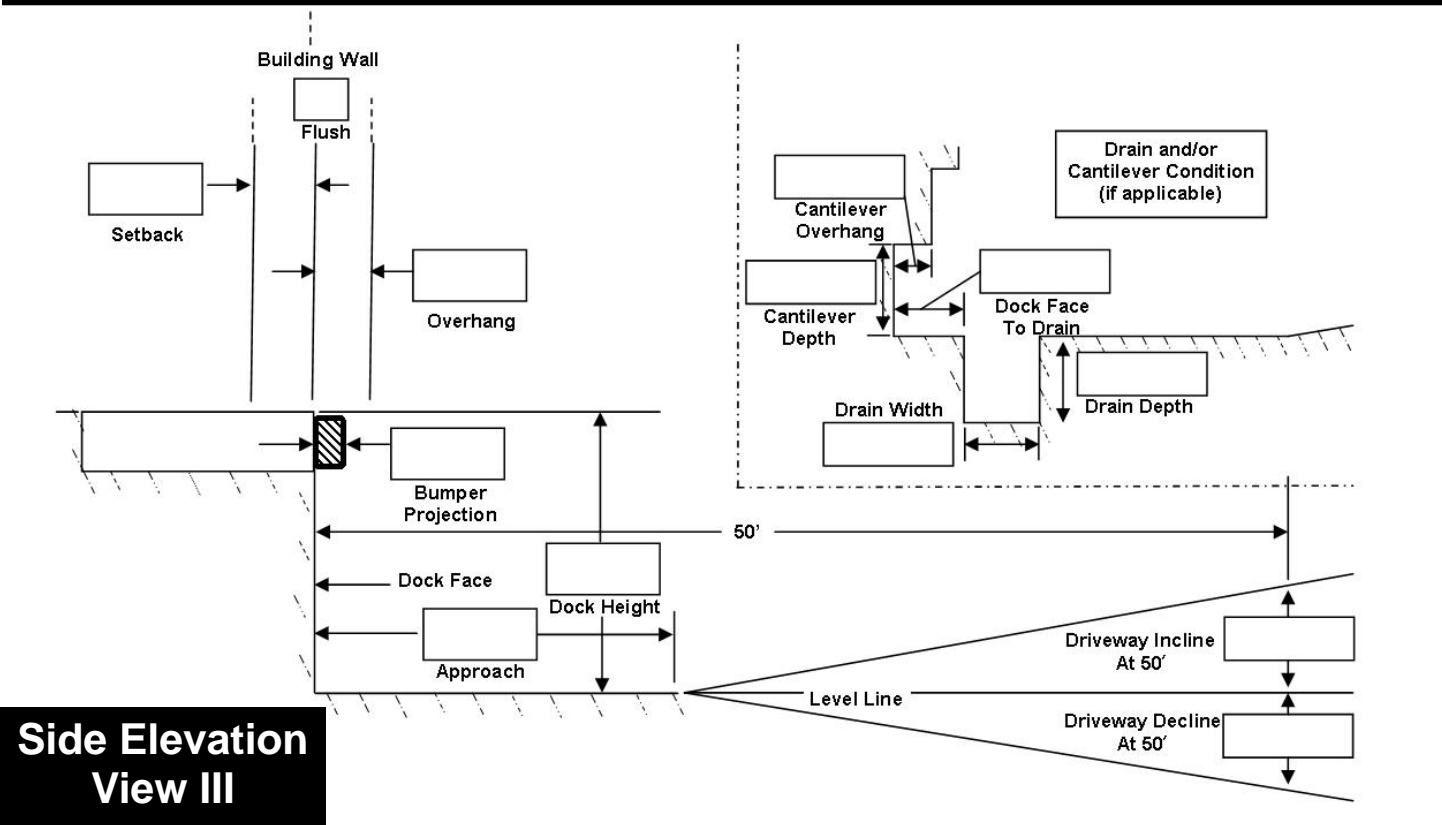 Building Wall
Flush
Setback
Overhang
Bumper
Projection
Dock Face
Dock Height
Approach
50’
Drain and/or
Cantilever Condition
(if applicable)
Cantilever
Overhang
Cantilever
Depth
Dock Face
To Drain
Drain Width
Drain Depth
Driveway Incline
At 50′
Level Line
Driveway Decline
At 50′
Side Elevation
View III